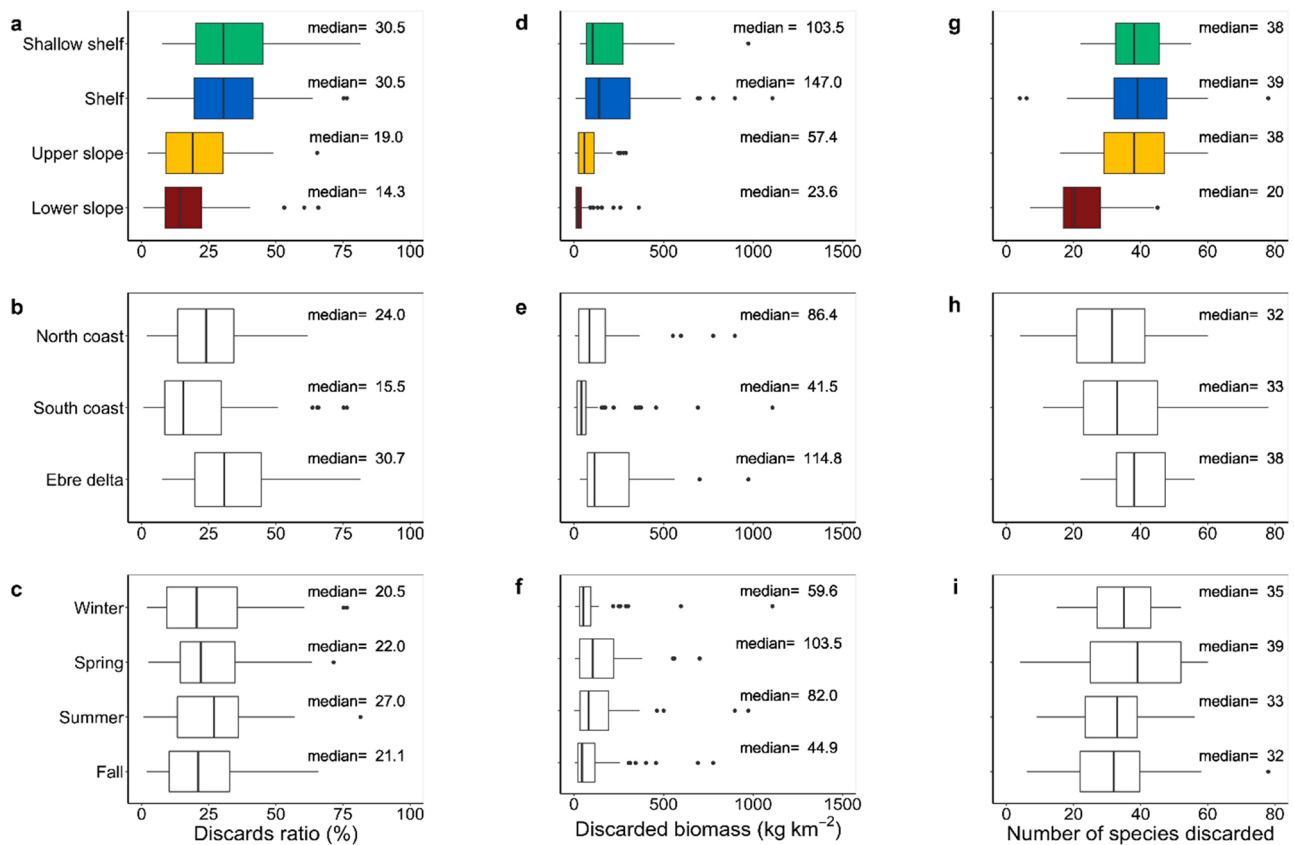 a
Shallow shelf
Shelf
Upper slope
Lower slope
median= 30.5
median= 30.5
median= 19.0
median= 14.3
0 25 50 75 100
d
median = 103.5
median= 147.0
median= 57.4
median= 23.6
0 500 1000 1500
g
median= 38
median= 39
median= 38
median= 20
0 20 40 60 80
b
North coast
South coast
Ebre delta
median= 24.0
median= 15.5
median= 30.7
0 25 50 75 100
e
median= 86.4
median= 41.5
median= 114.8
0 500 1000 1500
h
median= 32
median= 33
median= 38
0 20 40 60 80
c
Winter
Spring
Summer
Fall
median= 20.5
median= 22.0
median= 27.0
median= 21.1
0 25 50 75 100
Discards ratio (%)
f
median= 59.6
median= 103.5
median= 82.0
median= 44.9
0 500 1000 1500
Discarded biomass (kg km⁻²)
i
median= 35
median= 39
median= 33
median= 32
0 20 40 60 80
Number of species discarded